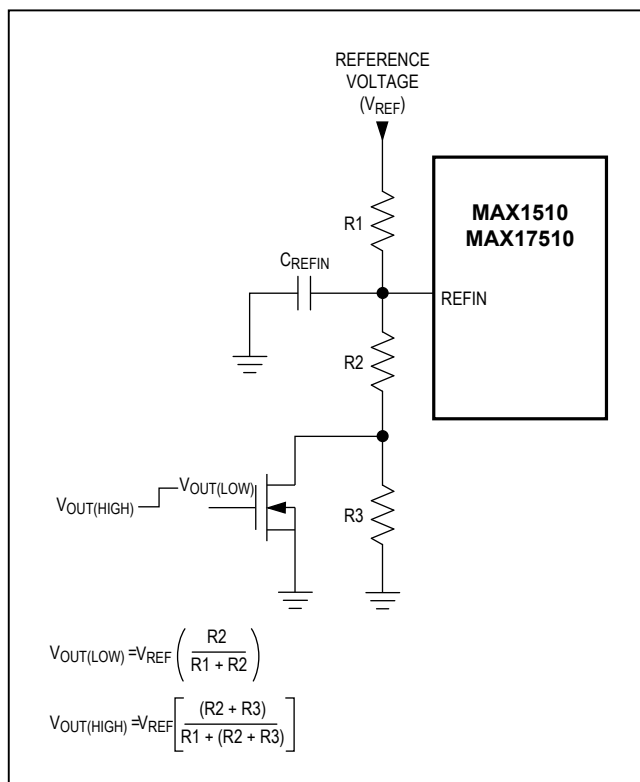 REFERENCE
VOLTAGE
(VREF)
R1
MAX1510
MAX17510
CREFIN
REFIN
R2
VOUT(LOW)
VOUT(HIGH)
R3
VOUT(LOW) =VREF ( R2 / R1 + R2 )
VOUT(HIGH) =VREF [ (R2 + R3) / R1 + (R2 + R3) ]